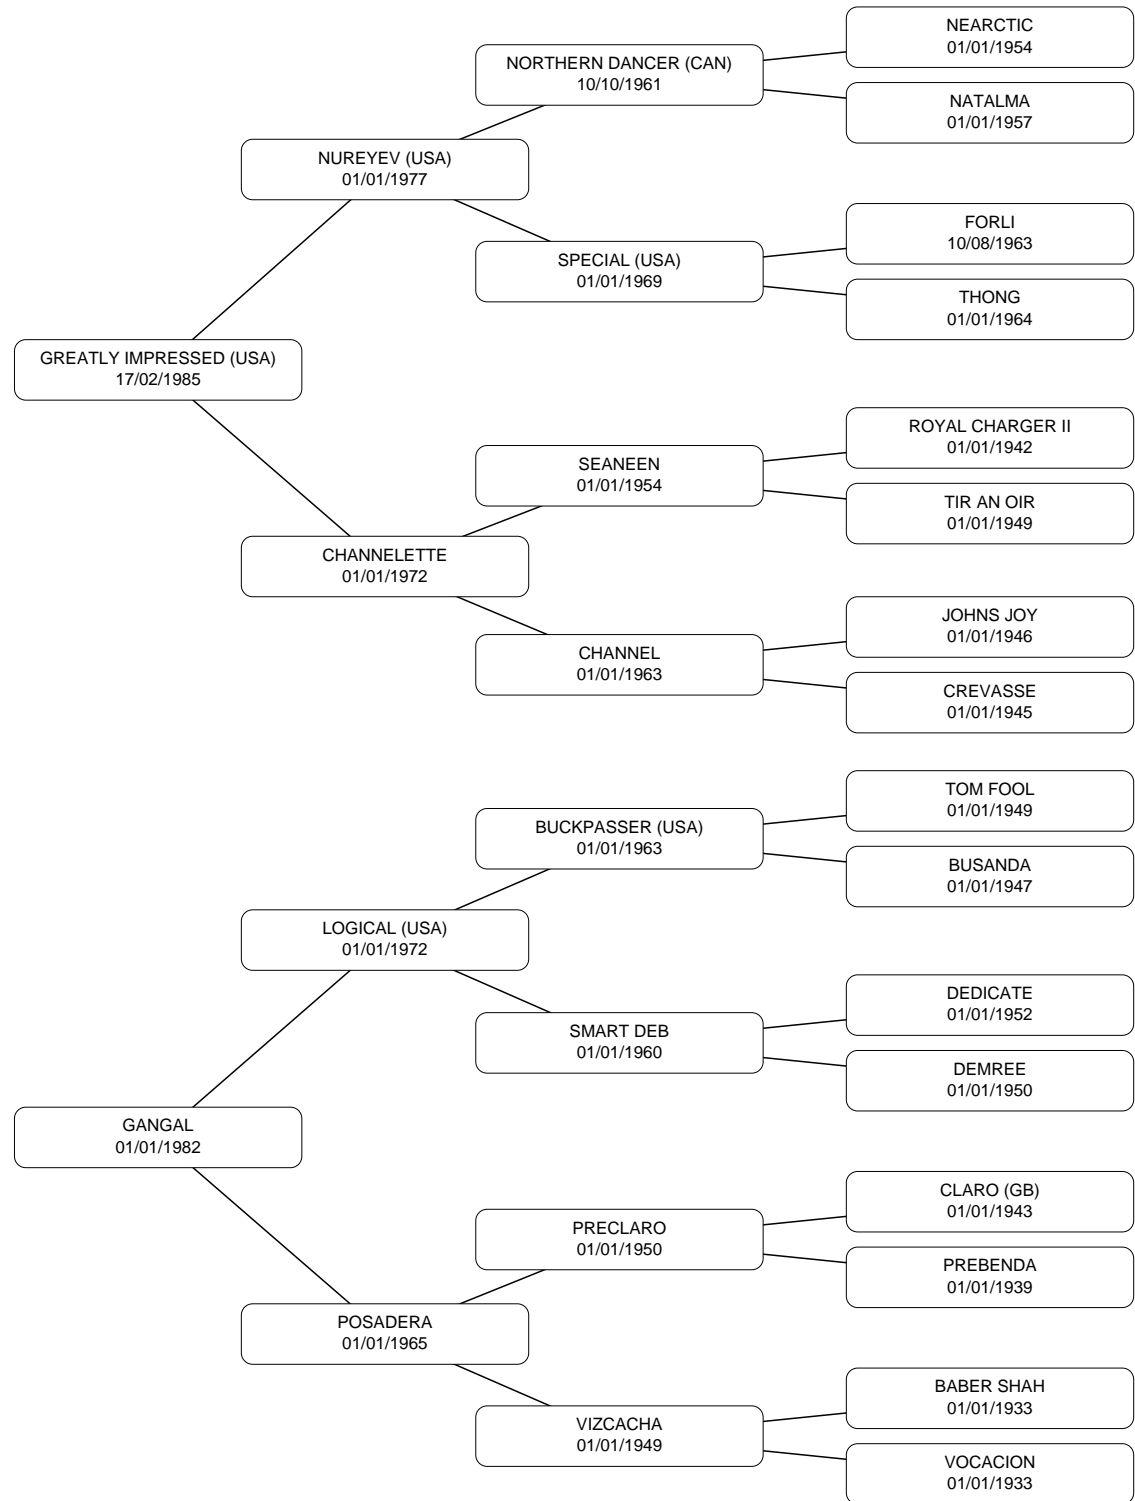 NEARCTIC
01/01/1954
NORTHERN DANCER (CAN)
10/10/1961
NATALMA
01/01/1957
NUREYEV (USA)
01/01/1977
FORLI
10/08/1963
SPECIAL (USA)
01/01/1969
THONG
01/01/1964
GREATLY IMPRESSED (USA)
17/02/1985
ROYAL CHARGER II
01/01/1942
SEANEEN
01/01/1954
TIR AN OIR
01/01/1949
CHANNELETTE
01/01/1972
JOHNS JOY
01/01/1946
CHANNEL
01/01/1963
CREVASSE
01/01/1945
TOM FOOL
01/01/1949
BUCKPASSER (USA)
01/01/1963
BUSANDA
01/01/1947
LOGICAL (USA)
01/01/1972
DEDICATE
01/01/1952
SMART DEB
01/01/1960
DEMREE
01/01/1950
GANGAL
01/01/1982
CLARO (GB)
01/01/1943
PRECLARO
01/01/1950
PREBENDA
01/01/1939
POSADERA
01/01/1965
BABER SHAH
01/01/1933
VIZCACHA
01/01/1949
VOCACION
01/01/1933